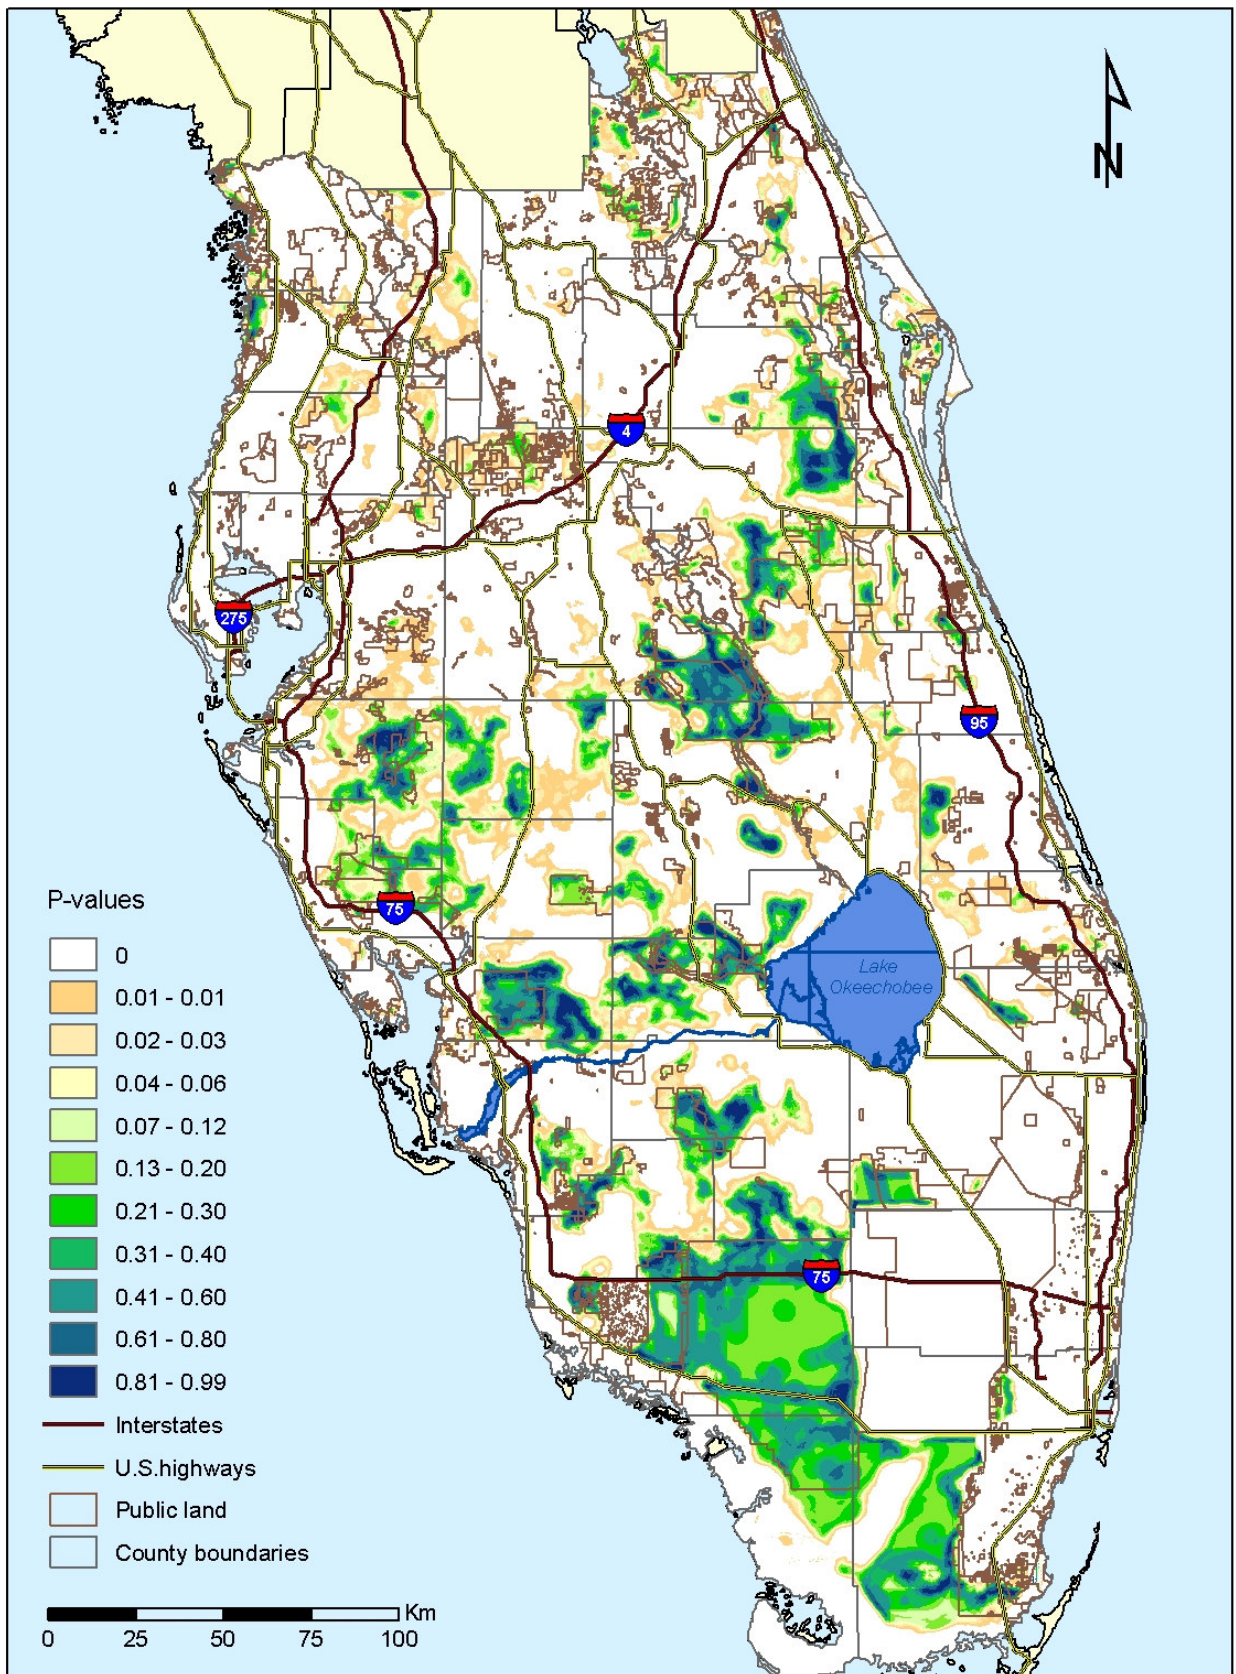 N
4
275
95
75
Lake
Okeechobee
75
P-values
0
0.01 - 0.01
0.02 - 0.03
0.04 - 0.06
0.07 - 0.12
0.13 - 0.20
0.21 - 0.30
0.31 - 0.40
0.41 - 0.60
0.61 - 0.80
0.81 - 0.99
Interstates
U.S.highways
Public land
County boundaries
Km
0 25 50 75 100